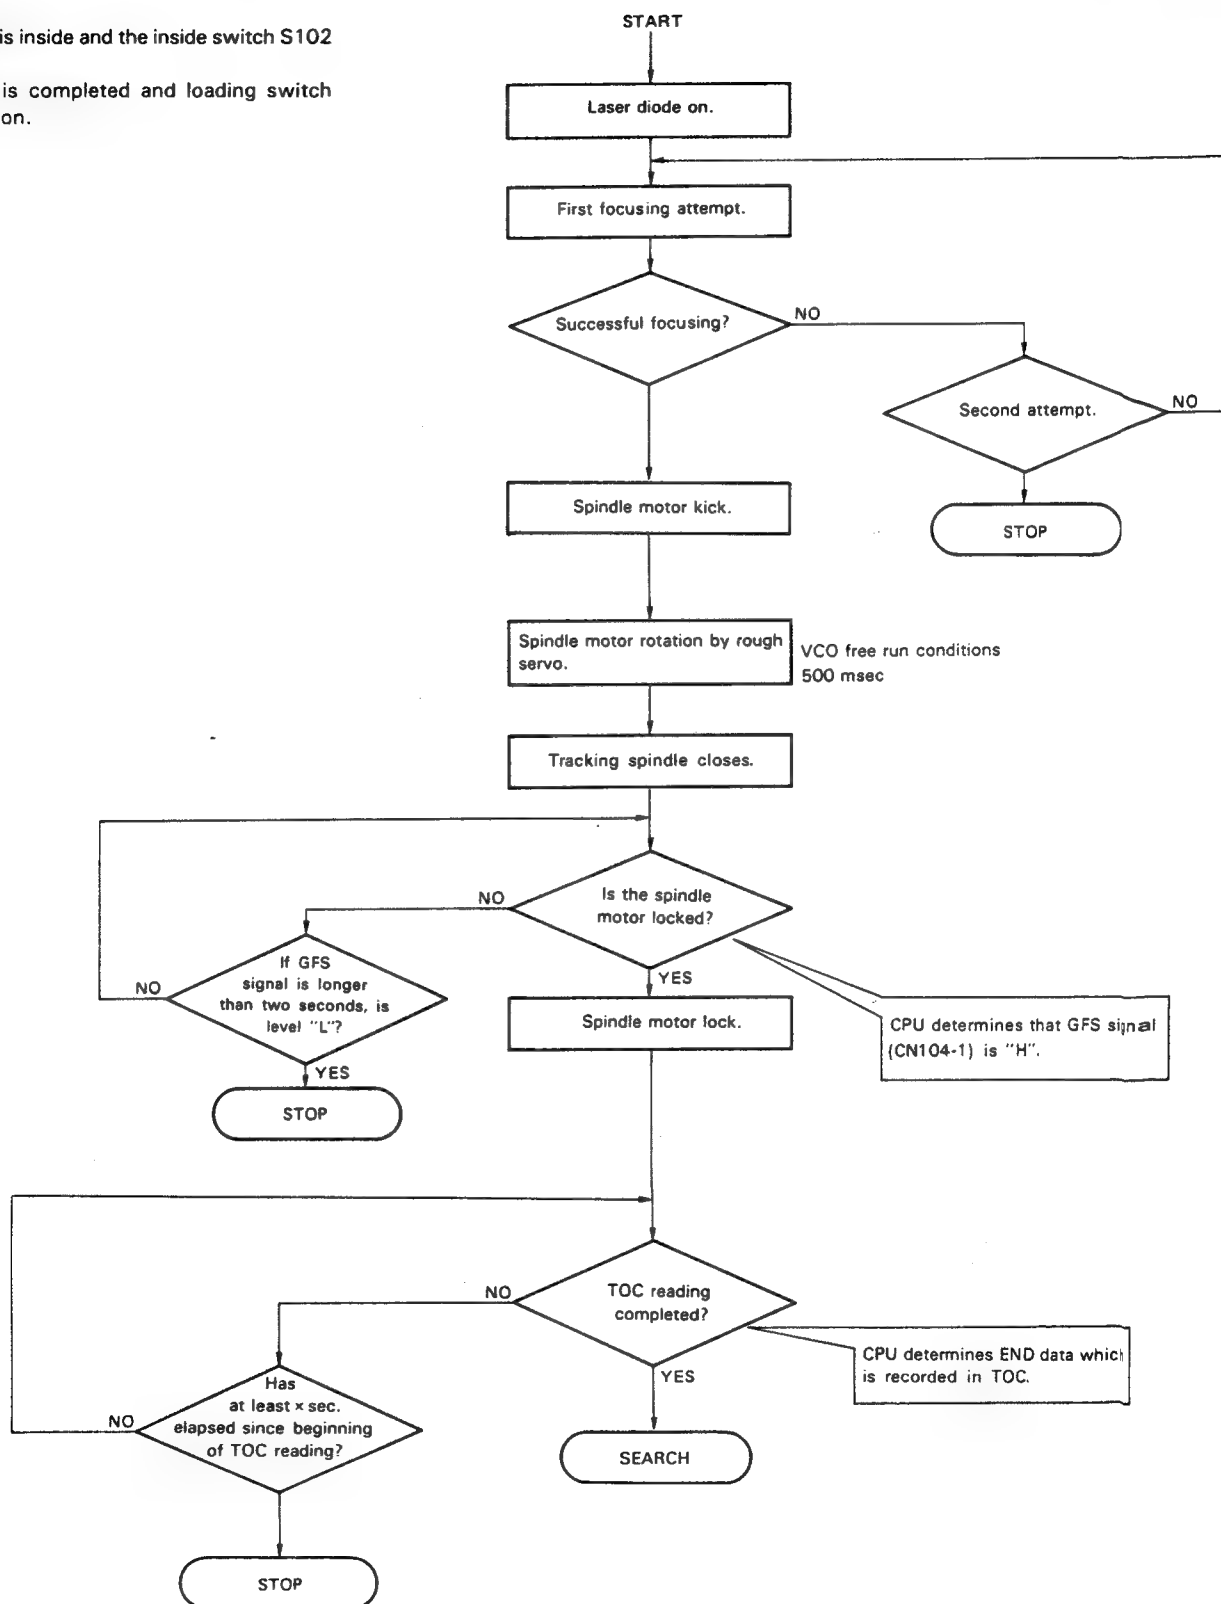 is inside and the inside switch S102
is completed and loading switch
on.
START
Laser diode on.
First focusing attempt.
Successful focusing?
NO
Second attempt.
NO
STOP
Spindle motor kick.
Spindle motor rotation by rough
servo.
VCO free run conditions
500 msec
Tracking spindle closes.
Is the spindle
motor locked?
NO
YES
If GFS
signal is longer
than two seconds, is
level "L"?
NO
YES
STOP
Spindle motor lock.
CPU determines that GFS signal
(CN104-1) is "H".
TOC reading
completed?
NO
YES
CPU determines END data which
is recorded in TOC.
Has
at least × sec.
elapsed since beginning
of TOC reading?
NO
SEARCH
STOP